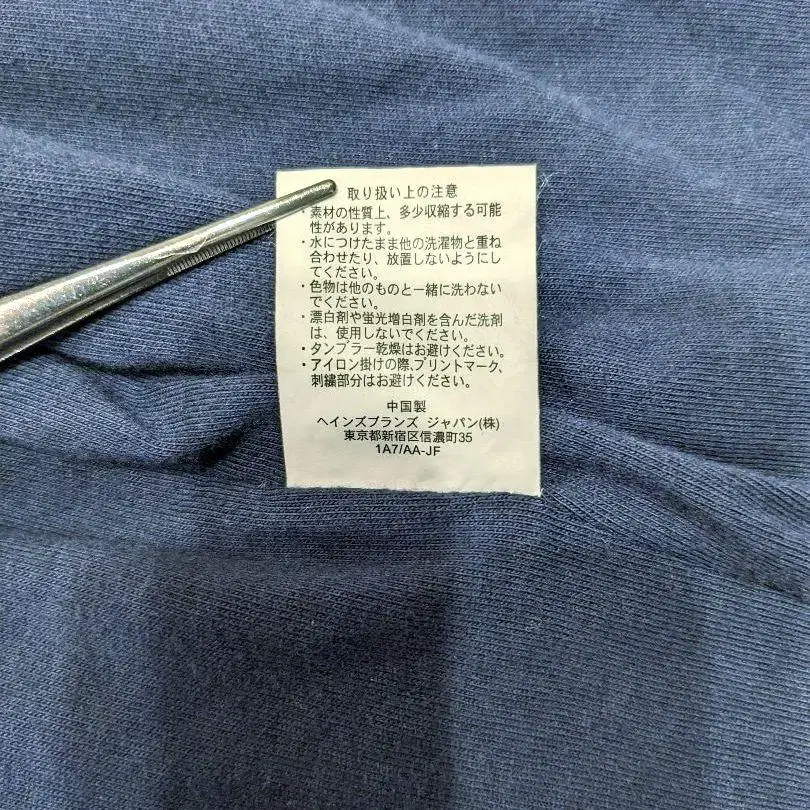 取り扱い上の注意
・素材の性質上、多少収縮する可能
性があります。
・水につけたまま他の洗濯物と重ね
合わせたり、放置しないようにし
てください。
・色物は他のものと一緒に洗わない
でください。
・漂白剤や蛍光増白剤を含んだ洗剤
は、使用しないでください。
・タンブラー乾燥はお避けください。
・アイロン掛けの際、プリントマーク、
刺繍部分はお避けください。
中国製
ヘインズブランズ ジャパン(株)
東京都新宿区信濃町35
1A7/AA-JF